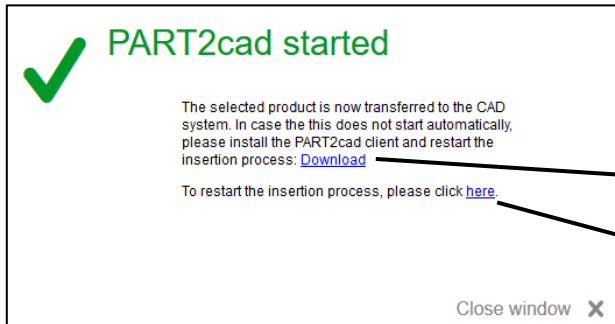 PART2cad started
The selected product is now transferred to the CAD
system. In case the this does not start automatically,
please install the PART2cad client and restart the
insertion process: Download
To restart the insertion process, please click here.
Close window X